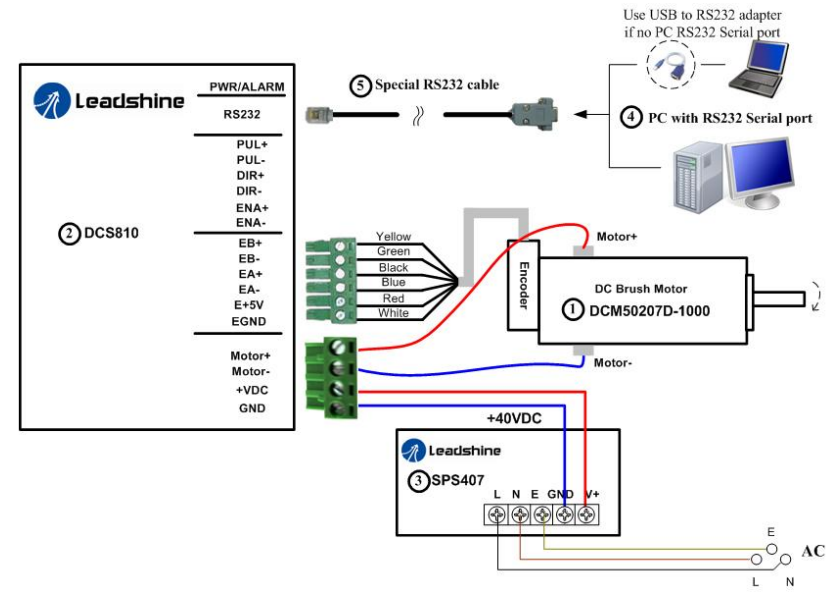 Use USB to RS232 adapter
if no PC RS232 Serial port
Leadshine
PWR/ALARM
RS232
5 Special RS232 cable
4 PC with RS232 Serial port
PUL+
PUL-
DIR+
DIR-
ENA+
ENA-
2 DCS810
EB+
EB-
EA+
EA-
E+5V
EGND
Yellow
Green
Black
Blue
Red
White
Motor+
Encoder
DC Brush Motor
1 DCM50207D-1000
Motor-
Motor+
Motor-
+VDC
GND
+40VDC
Leadshine
3 SPS407
L N E GND V+
E
AC
L N